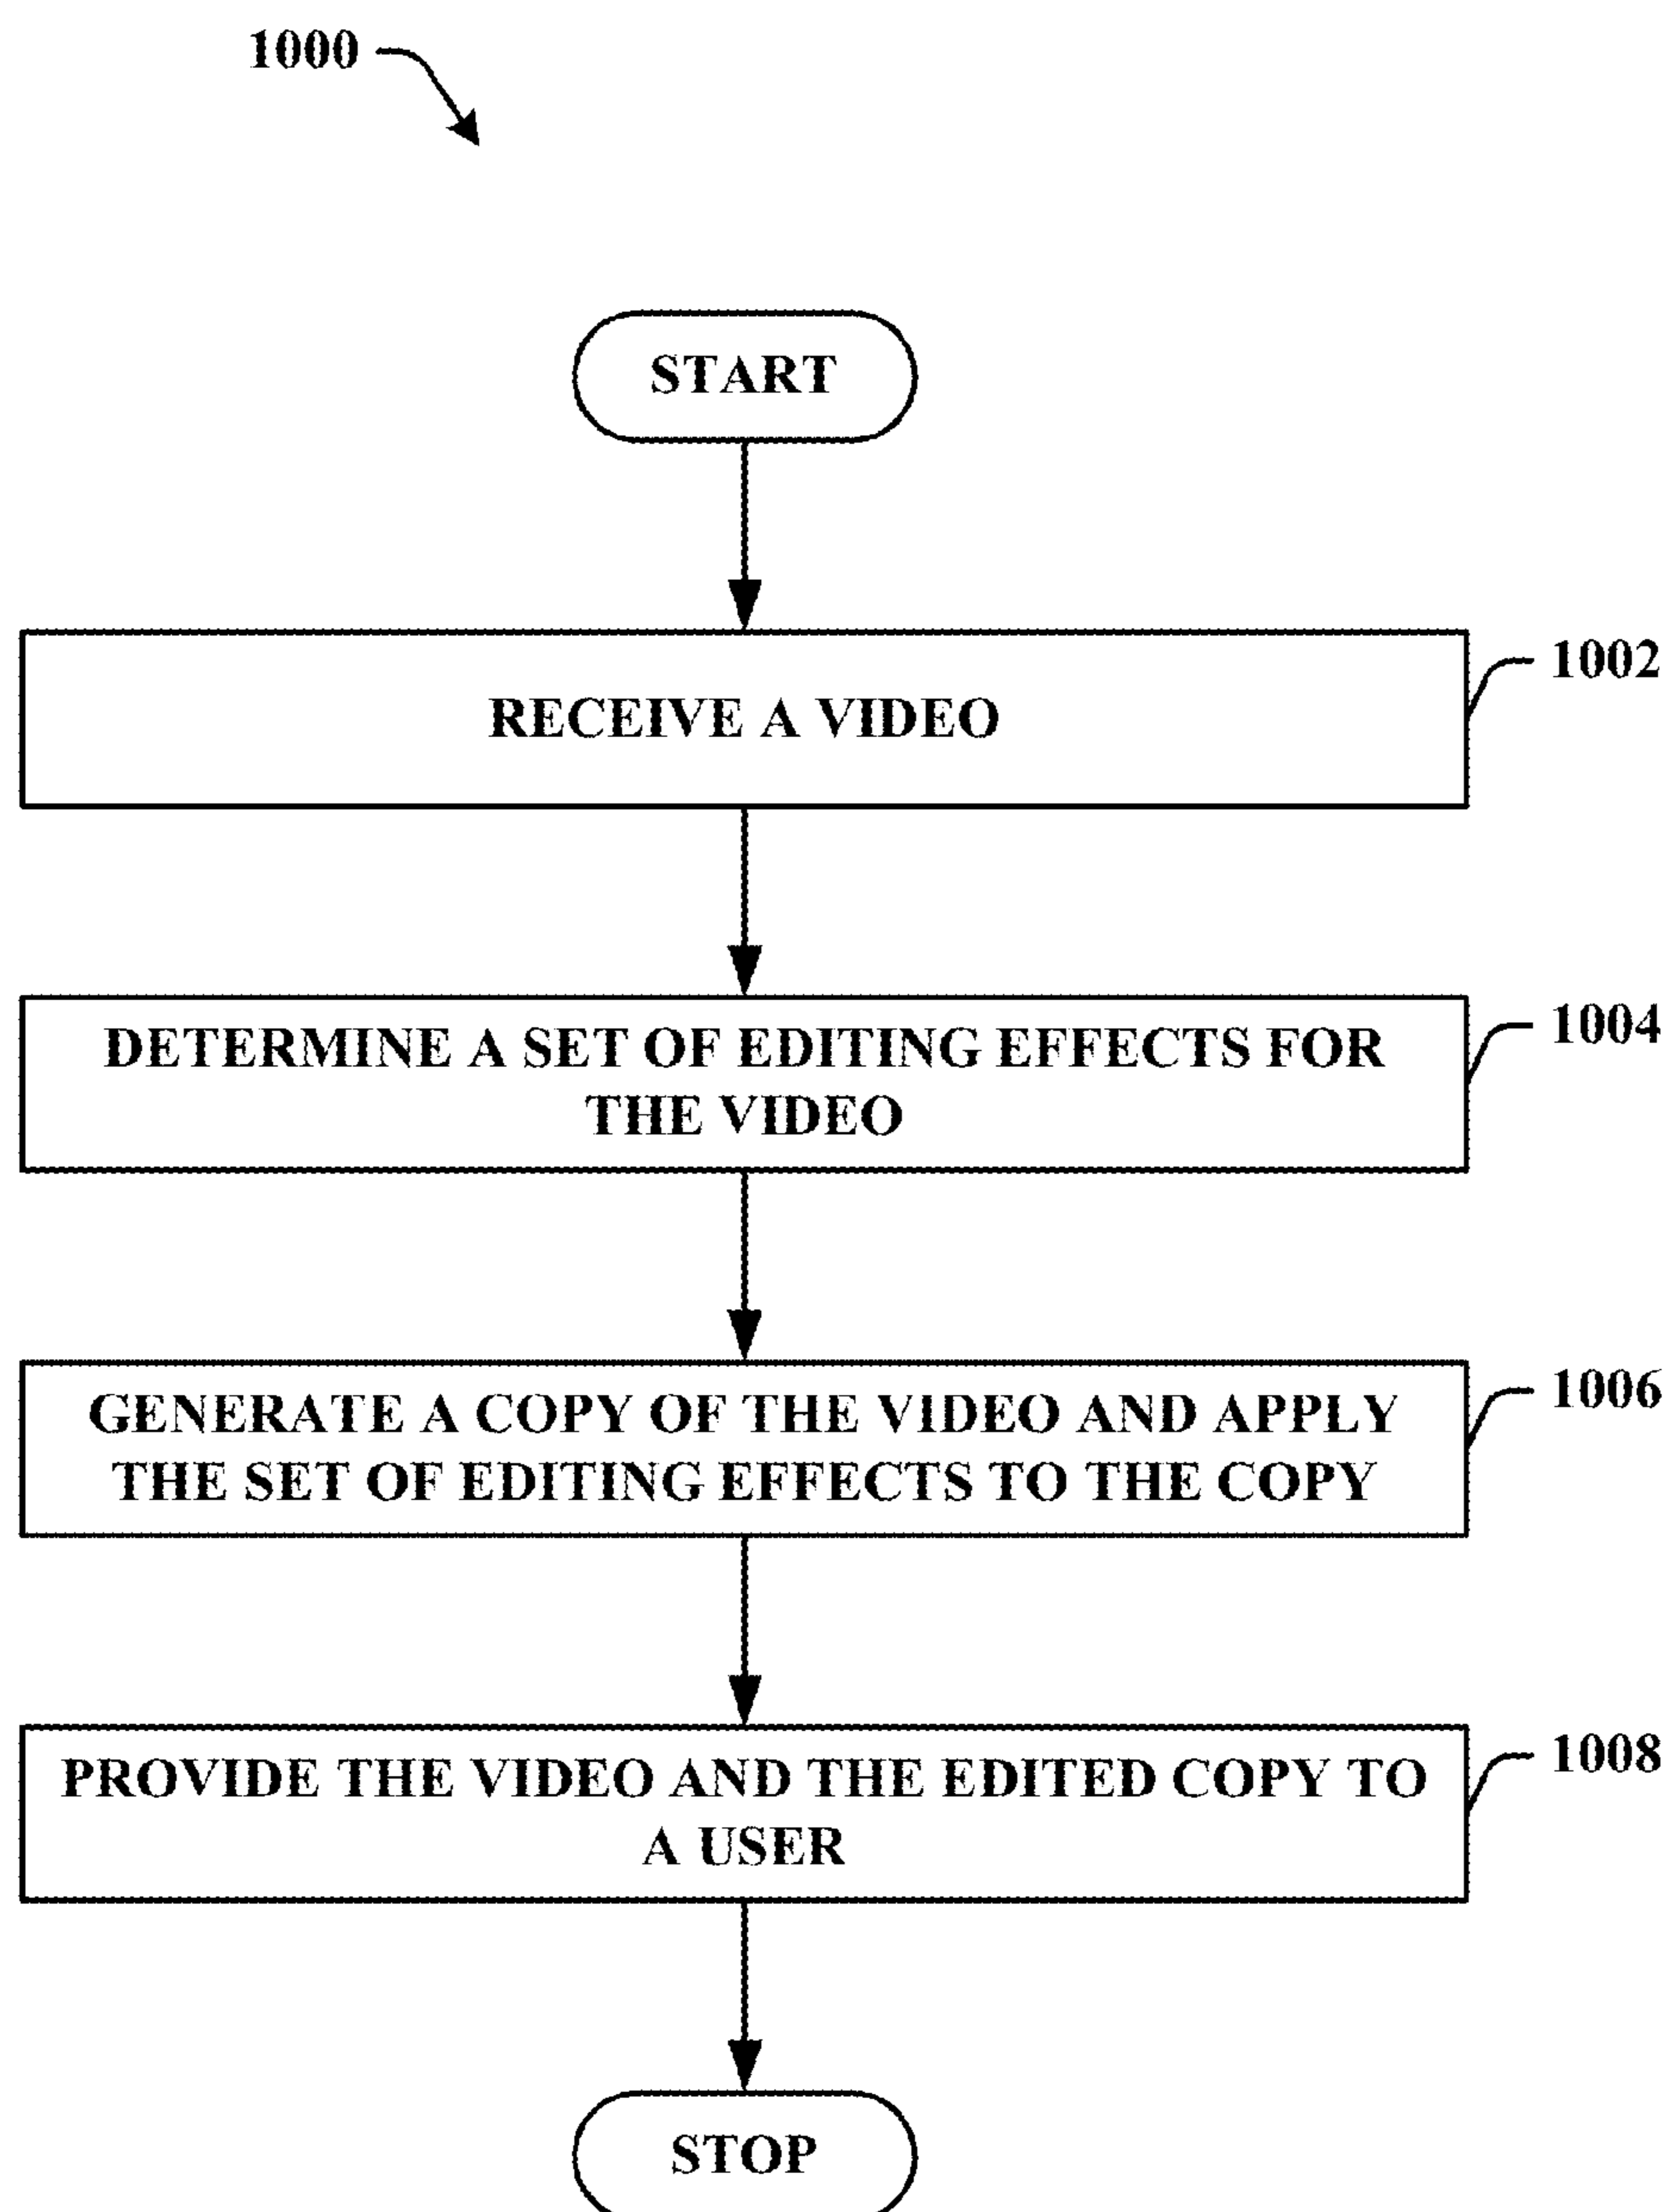 1000
START
RECEIVE A VIDEO
1002
DETERMINE A SET OF EDITING EFFECTS FOR
THE VIDEO
1004
GENERATE A COPY OF THE VIDEO AND APPLY
THE SET OF EDITING EFFECTS TO THE COPY
1006
PROVIDE THE VIDEO AND THE EDITED COPY TO
A USER
1008
STOP